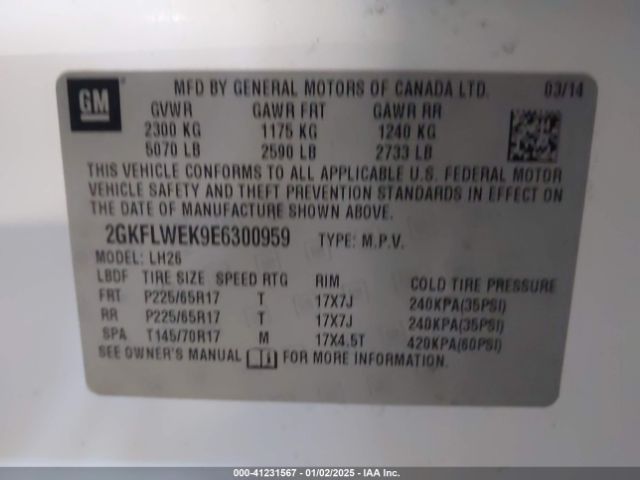 GM
MFD BY GENERAL MOTORS OF CANADA LTD. 03/14
GVWR GAWR FRT GAWR RR
2300 KG 1175 KG 1240 KG
5070 LB 2590 LB 2733 LB
THIS VEHICLE CONFORMS TO ALL APPLICABLE U.S. FEDERAL MOTOR
VEHICLE SAFETY AND THEFT PREVENTION STANDARDS IN EFFECT ON
THE DATE OF MANUFACTURE SHOWN ABOVE.
2GKFLWEK9E6300959 TYPE: M.P.V.
MODEL: LH26
LBDF TIRE SIZE SPEED RTG RIM COLD TIRE PRESSURE
FRT P225/65R17 T 17X7J 240KPA(35PSI)
RR P225/65R17 T 17X7J 240KPA(35PSI)
SPA T145/70R17 M 17X4.5T 420KPA(60PSI)
SEE OWNER'S MANUAL FOR MORE INFORMATION.
000-41231567 - 01/02/2025 - IAA Inc.